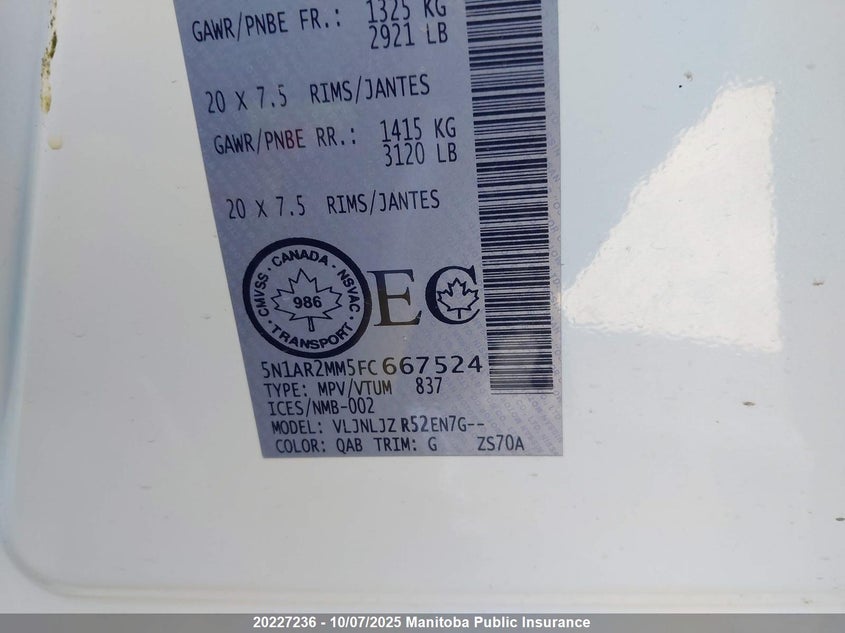 GAWR/PNBE FR.: 1325 KG
2921 LB
20 X 7.5 RIMS/JANTES
GAWR/PNBE RR.: 1415 KG
3120 LB
20 X 7.5 RIMS/JANTES
CANADA · NSVAC · TRANSPORT · CMVSS ·
986
EC
5N1AR2MM5FC667524
TYPE: MPV/VTUM 837
ICES/NMB-002
MODEL: VLJNLJZ R52EN7G--
COLOR: QAB TRIM: G ZS70A
20227236 - 10/07/2025 Manitoba Public Insurance